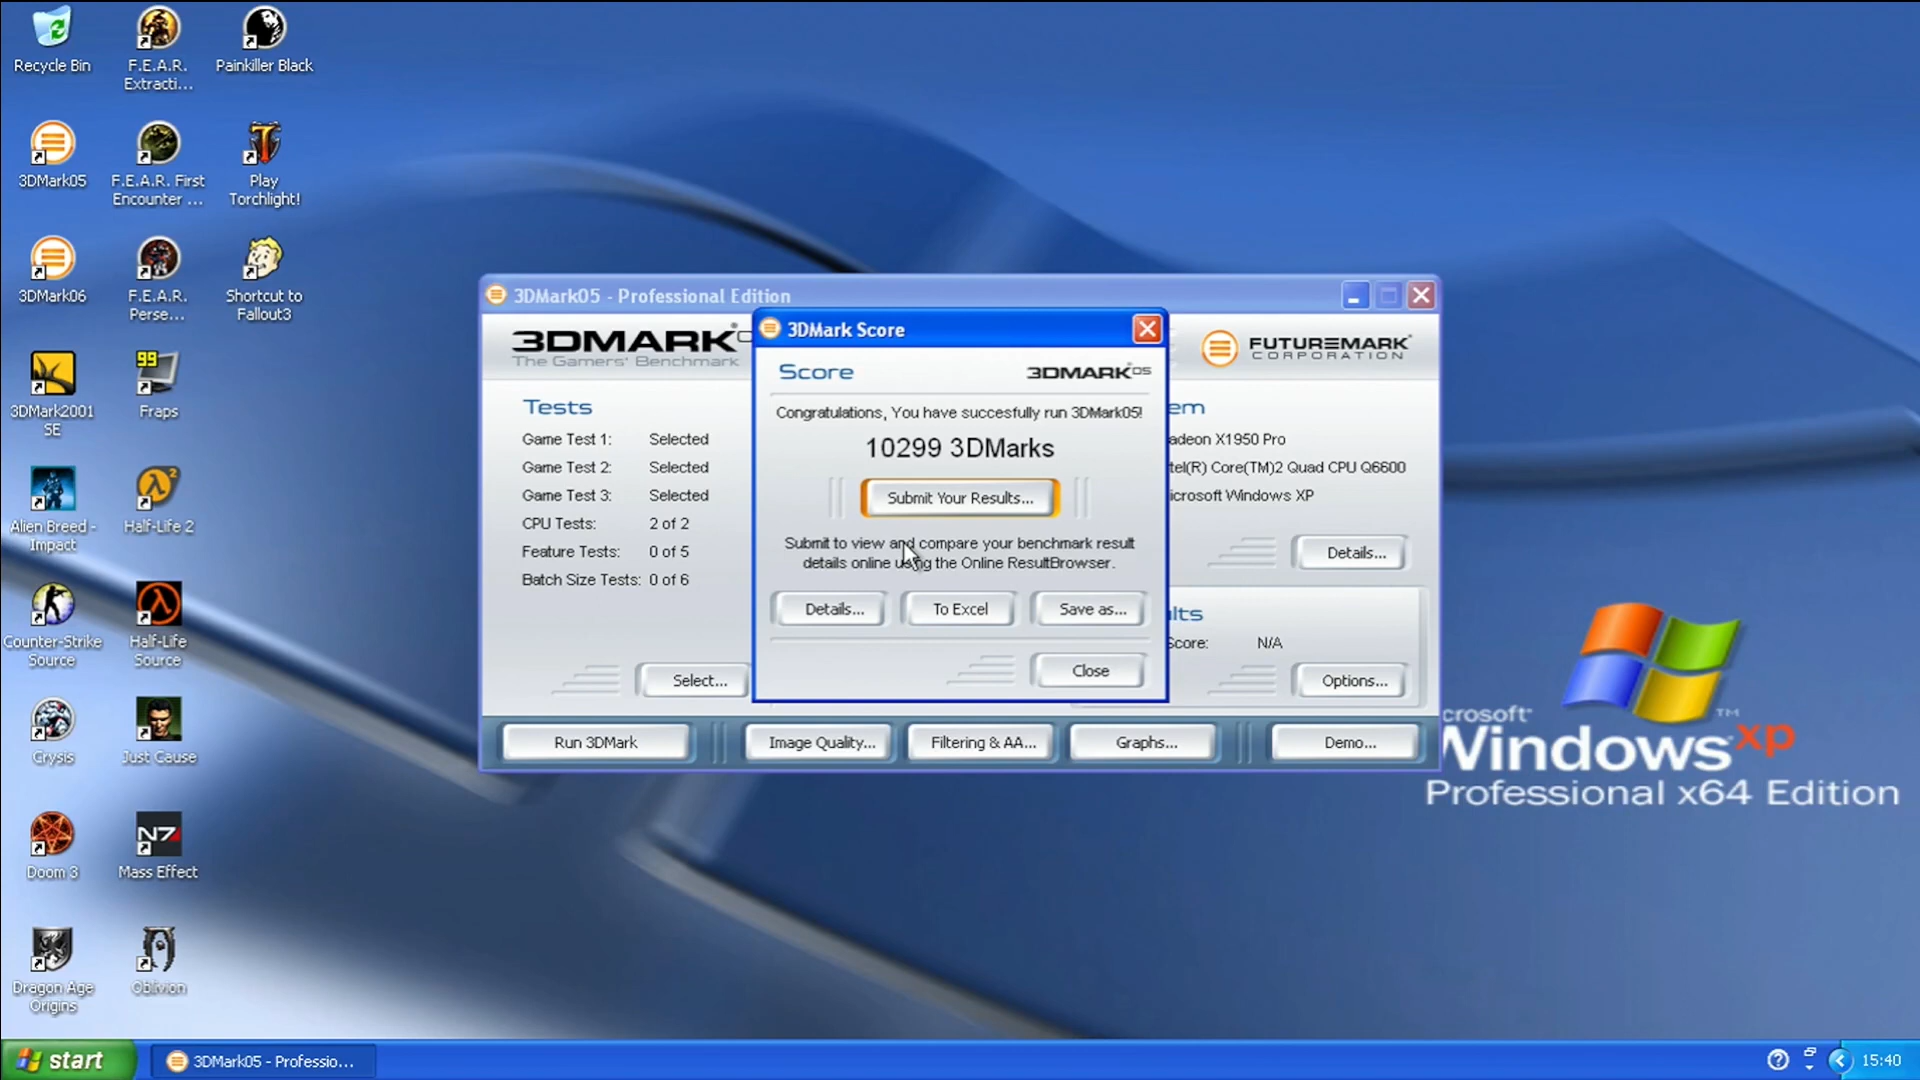 Recycle Bin
F.E.A.R.
Extracti...
Painkiller Black
3DMark05
F.E.A.R. First
Encounter ...
Play
Torchlight!
3DMark06
F.E.A.R.
Perse...
Shortcut to
Fallout3
3DMark2001
SE
99
Fraps
Alien Breed -
Impact
2
Half-Life 2
Counter-Strike
Source
Half-Life
Source
Crysis
Just Cause
Doom 3
N7
Mass Effect
Dragon Age
Origins
Oblivion
3DMark05 - Professional Edition
3DMARK
The Gamers' Benchmark
FUTUREMARK
CORPORATION
Tests
Game Test 1: Selected
Game Test 2: Selected
Game Test 3: Selected
CPU Tests: 2 of 2
Feature Tests: 0 of 5
Batch Size Tests: 0 of 6
Select...
3DMark Score
Score
3DMARK05
Congratulations, You have succesfully run 3DMark05!
10299 3DMarks
Submit Your Results...
Submit to view and compare your benchmark result
details online using the Online ResultBrowser.
Details...
To Excel
Save as...
Close
em
adeon X1950 Pro
tel(R) Core(TM)2 Quad CPU Q6600
icrosoft Windows XP
Details...
lts
Score: N/A
Options...
Run 3DMark
Image Quality...
Filtering & AA...
Graphs...
Demo...
crosoft®
Windows xp
TM
Professional x64 Edition
start
3DMark05 - Professio...
15:40